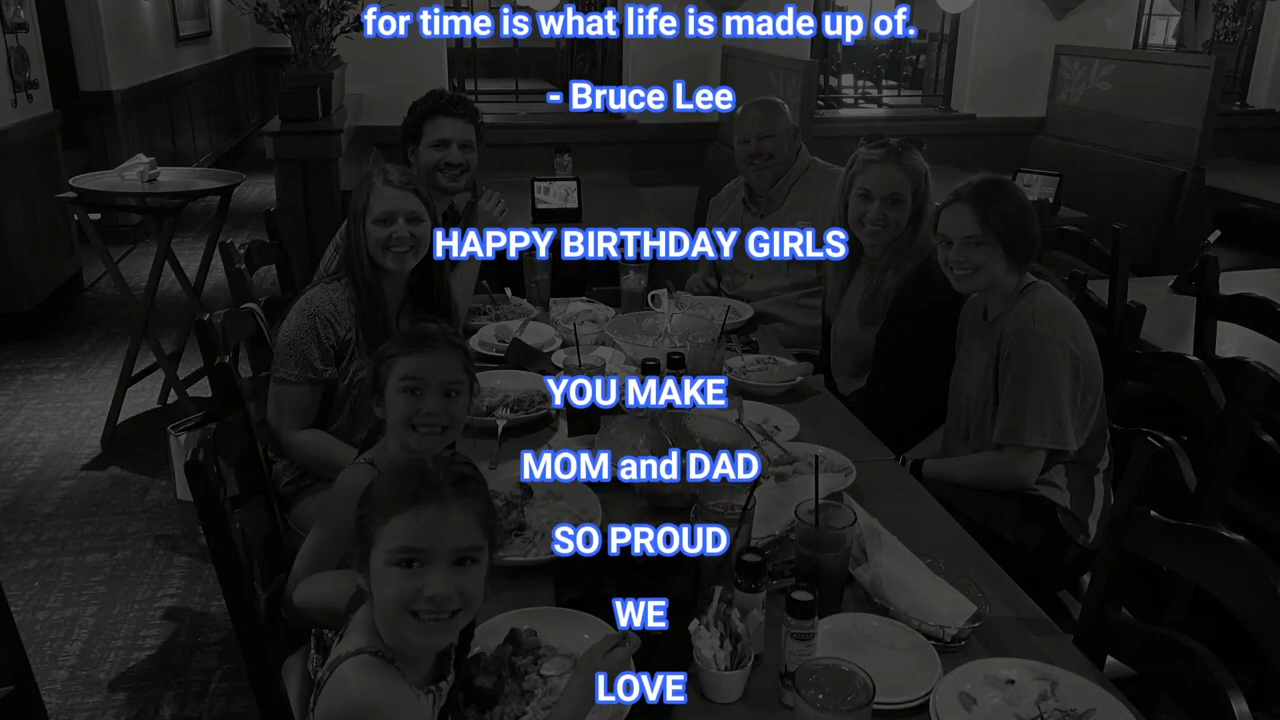 for time is what life is made up of.
- Bruce Lee
HAPPY BIRTHDAY GIRLS
YOU MAKE
MOM and DAD
SO PROUD
WE
LOVE